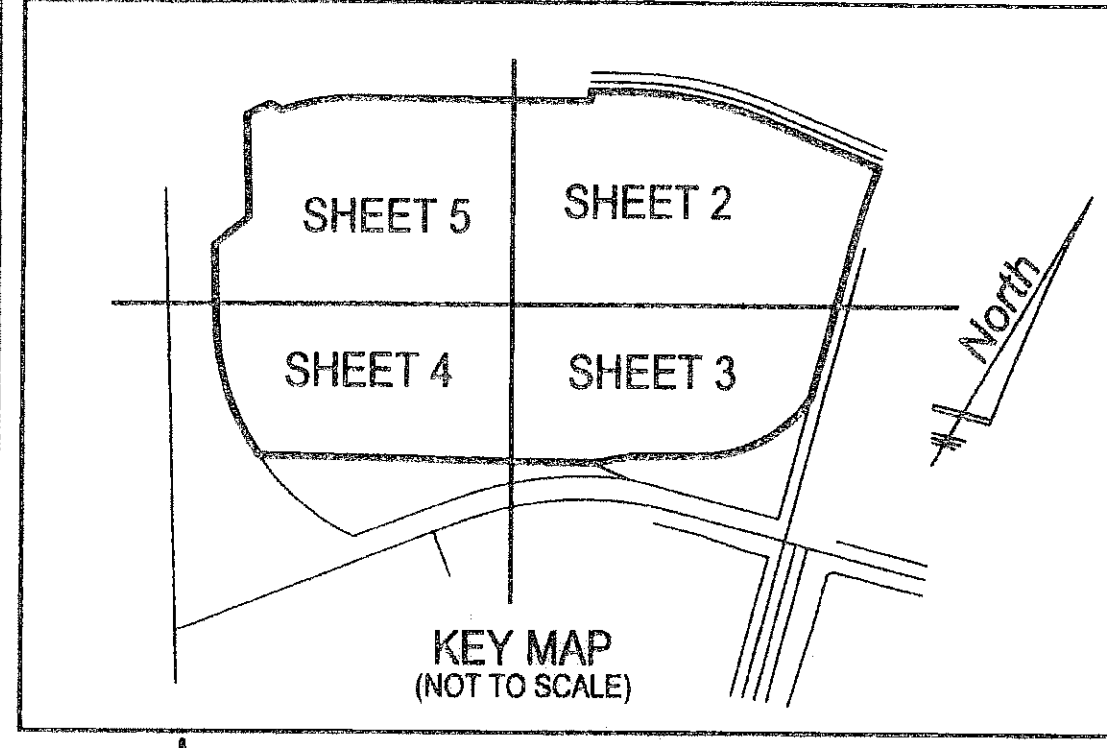 SHEET 5
SHEET 2
North
SHEET 4
SHEET 3
KEY MAP
(NOT TO SCALE)